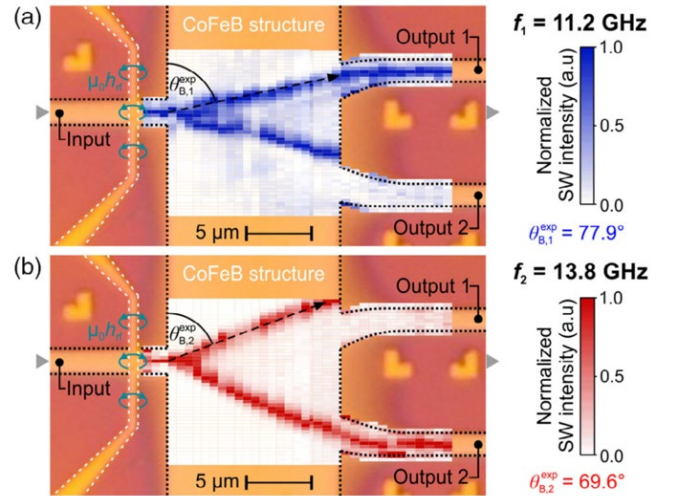 (a)
CoFeB structure
Output 1
μ₀hrf
θB,1exp
Input
5 μm
Output 2
f₁ = 11.2 GHz
Normalized
SW intensity (a.u)
1.0
0.5
0.0
θB,1exp = 77.9°
(b)
CoFeB structure
Output 1
μ₀hrf
θB,2exp
Input
5 μm
Output 2
f₂ = 13.8 GHz
Normalized
SW intensity (a.u)
1.0
0.5
0.0
θB,2exp = 69.6°